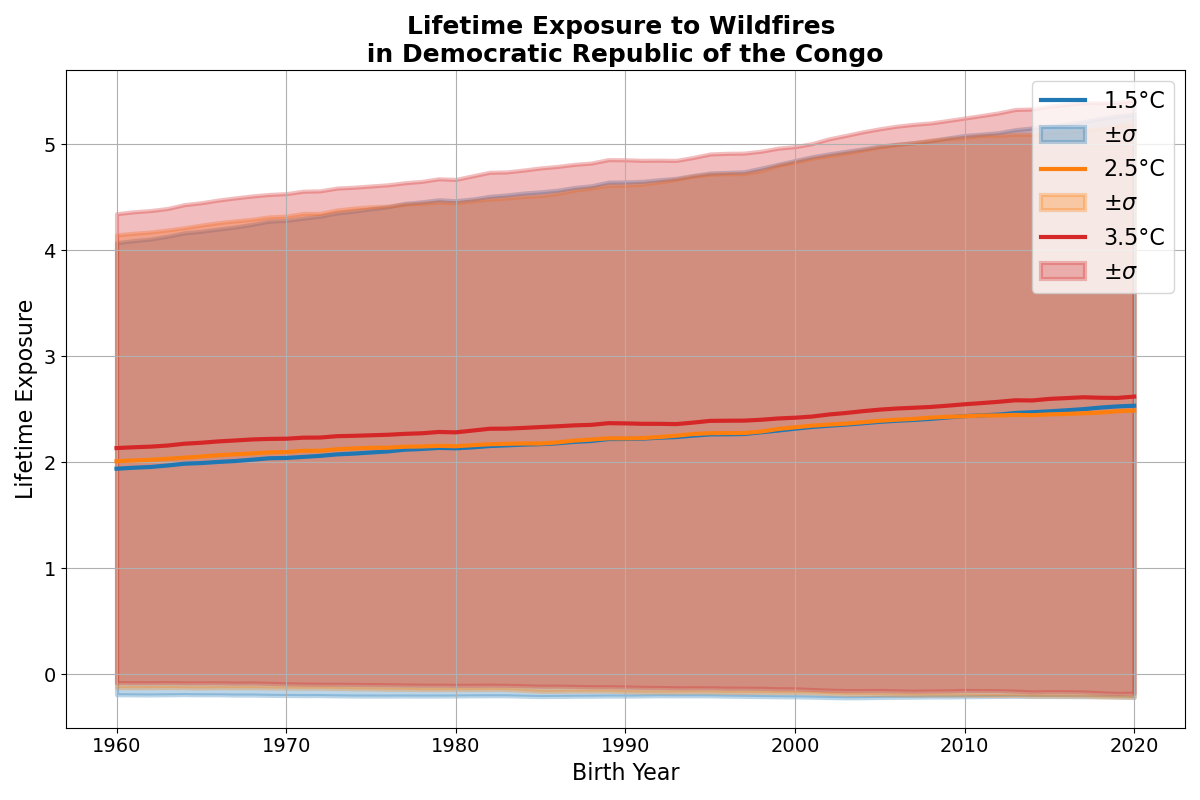 Lifetime Exposure to Wildfires
in Democratic Republic of the Congo
Lifetime Exposure
5
4
3
2
1
0
1.5°C
±σ
2.5°C
±σ
3.5°C
±σ
1960 1970 1980 1990 2000 2010 2020
Birth Year